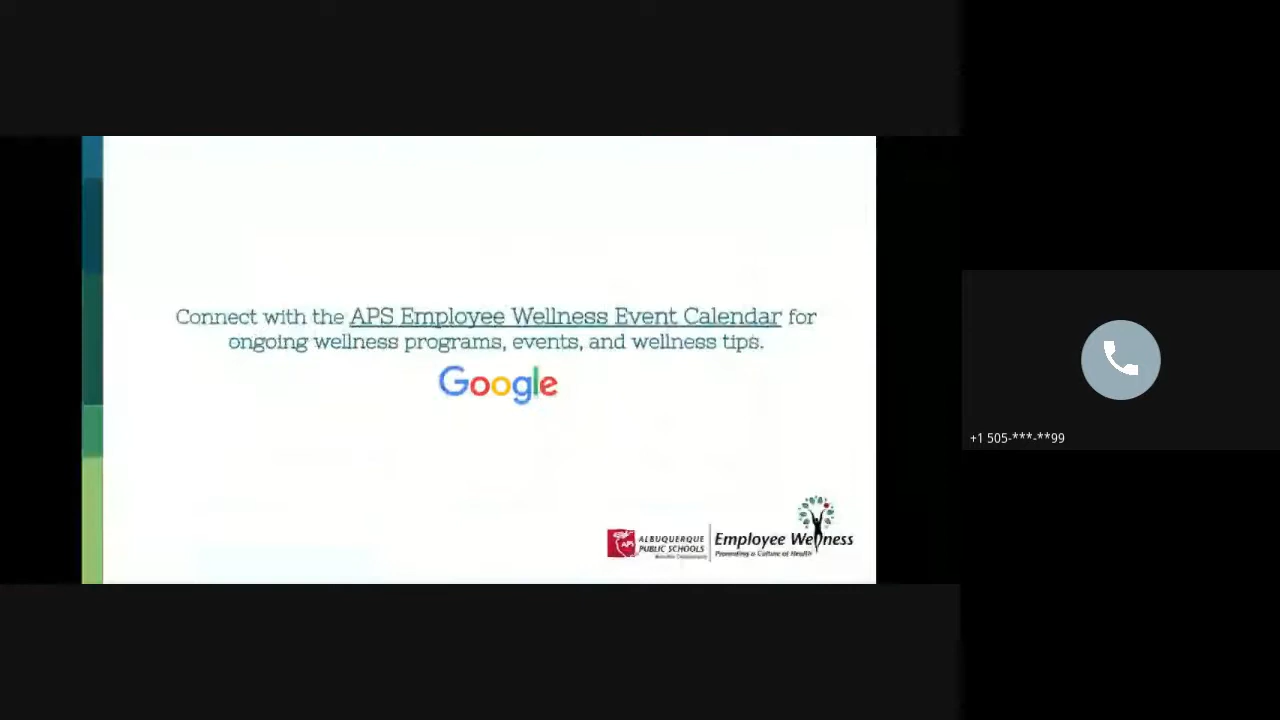 Connect with the APS Employee Wellness Event Calendar for
ongoing wellness programs, events, and wellness tips.
Google
+1 505-***-**99
APS
ALBUQUERQUE
PUBLIC SCHOOLS
Employee Wellness
Promoting a Culture of Health